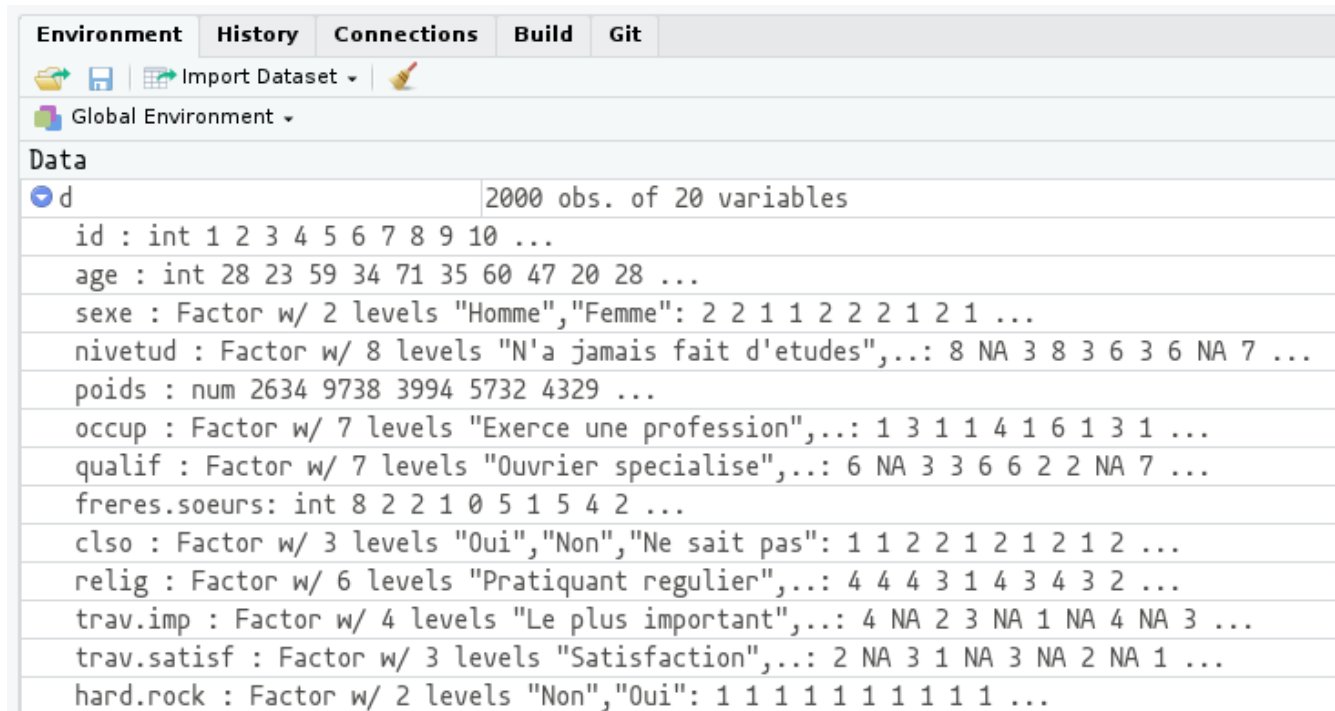 Environment History Connections Build Git
Import Dataset
Global Environment
Data
d 2000 obs. of 20 variables
id : int 1 2 3 4 5 6 7 8 9 10 ...
age : int 28 23 59 34 71 35 60 47 20 28 ...
sexe : Factor w/ 2 levels "Homme","Femme": 2 2 1 1 2 2 2 1 2 1 ...
nivetud : Factor w/ 8 levels "N'a jamais fait d'etudes",..: 8 NA 3 8 3 6 3 6 NA 7 ...
poids : num 2634 9738 3994 5732 4329 ...
occup : Factor w/ 7 levels "Exerce une profession",..: 1 3 1 1 4 1 6 1 3 1 ...
qualif : Factor w/ 7 levels "Ouvrier specialise",..: 6 NA 3 3 6 6 2 2 NA 7 ...
freres.soeurs: int 8 2 2 1 0 5 1 5 4 2 ...
clso : Factor w/ 3 levels "Oui","Non","Ne sait pas": 1 1 2 2 1 2 1 2 1 2 ...
relig : Factor w/ 6 levels "Pratiquant regulier",..: 4 4 4 3 1 4 3 4 3 2 ...
trav.imp : Factor w/ 4 levels "Le plus important",..: 4 NA 2 3 NA 1 NA 4 NA 3 ...
trav.satisf : Factor w/ 3 levels "Satisfaction",..: 2 NA 3 1 NA 3 NA 2 NA 1 ...
hard.rock : Factor w/ 2 levels "Non","Oui": 1 1 1 1 1 1 1 1 1 1 ...